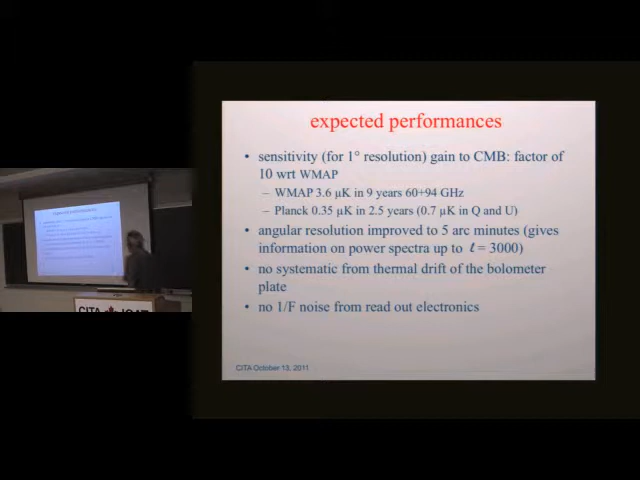 expected performances
• sensitivity (for 1° resolution) gain to CMB: factor of
10 wrt WMAP
– WMAP 3.6 µK in 9 years 60+94 GHz
– Planck 0.35 µK in 2.5 years (0.7 µK in Q and U)
• angular resolution improved to 5 arc minutes (gives
information on power spectra up to ℓ = 3000)
• no systematic from thermal drift of the bolometer
plate
• no 1/F noise from read out electronics
CITA October 13, 2011
CITA ICAT